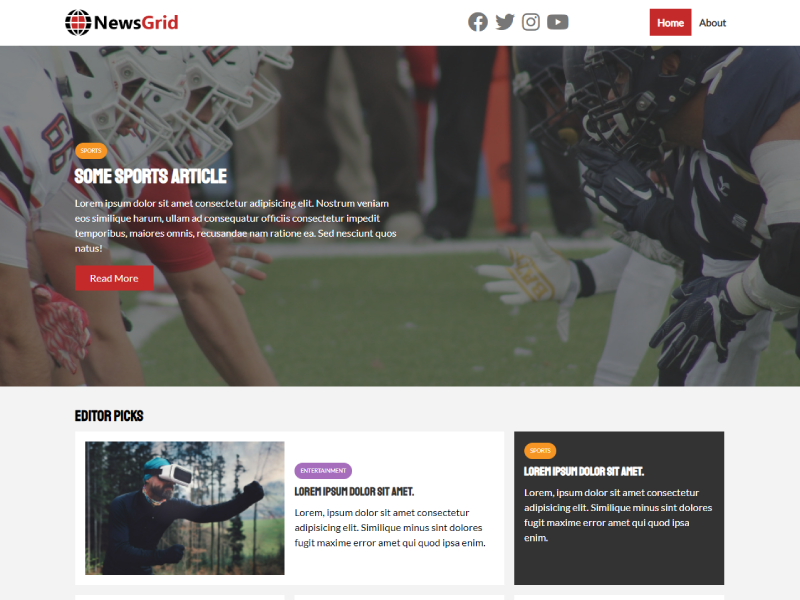 NewsGrid
Home About
SPORTS
SOME SPORTS ARTICLE
Lorem ipsum dolor sit amet consectetur adipisicing elit. Nostrum veniam
eos similique harum, ullam ad consequatur officiis consectetur impedit
temporibus, maiores omnis, recusandae nam ratione ea. Sed nesciunt quos
natus!
Read More
EDITOR PICKS
ENTERTAINMENT
LOREM IPSUM DOLOR SIT AMET.
Lorem, ipsum dolor sit amet consectetur
adipisicing elit. Similique minus sint dolores
fugit maxime error amet qui quod ipsa enim.
SPORTS
LOREM IPSUM DOLOR SIT AMET.
Lorem, ipsum dolor sit amet consectetur
adipisicing elit. Similique minus sint dolores
fugit maxime error amet qui quod ipsa
enim.